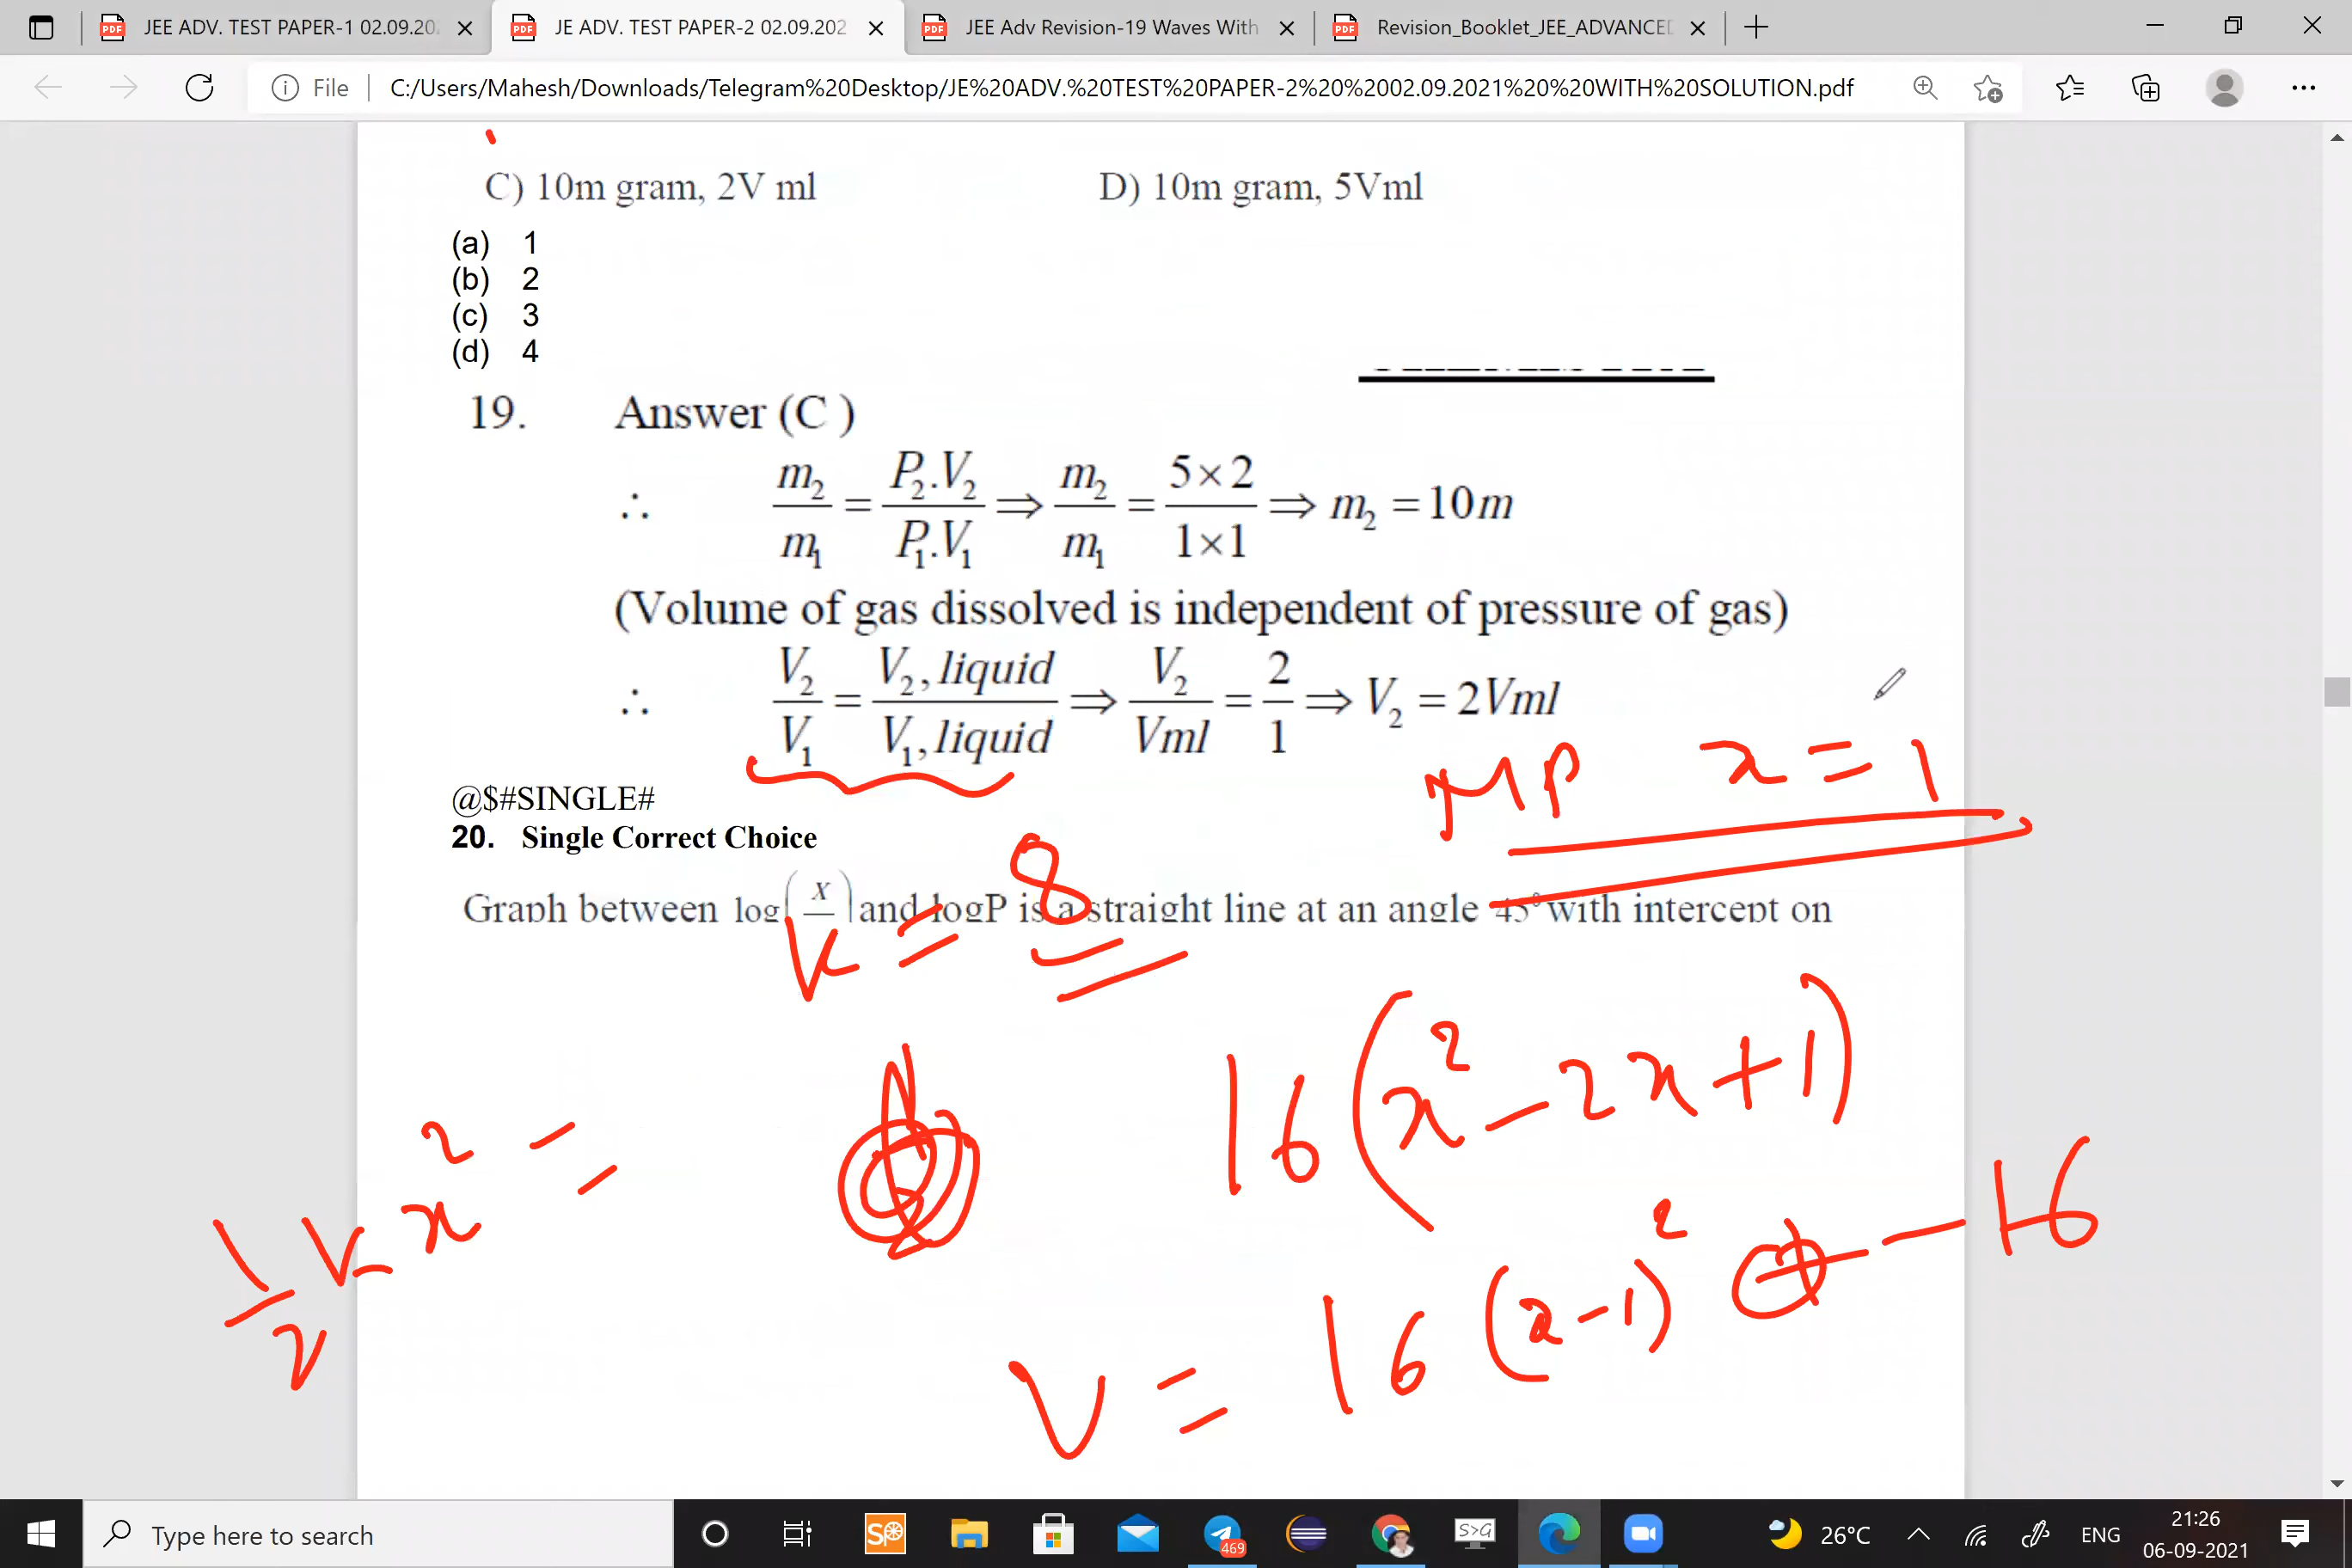 JEE ADV. TEST PAPER-1 02.09.20 JE ADV. TEST PAPER-2 02.09.202 JEE Adv Revision-19 Waves With Revision_Booklet_JEE_ADVANCED
File C:/Users/Mahesh/Downloads/Telegram%20Desktop/JE%20ADV.%20TEST%20PAPER-2%20%2002.09.2021%20%20WITH%20SOLUTION.pdf
C) 10m gram, 2V ml D) 10m gram, 5Vml
(a) 1
(b) 2
(c) 3
(d) 4
19. Answer (C )
∴ m₂/m₁ = P₂.V₂/P₁.V₁ ⇒ m₂/m₁ = 5×2/1×1 ⇒ m₂ = 10m
(Volume of gas dissolved is independent of pressure of gas)
∴ V₂/V₁ = V₂, liquid/V₁, liquid ⇒ V₂/Vml = 2/1 ⇒ V₂ = 2Vml
MP x = 1
@$#SINGLE#
20. Single Correct Choice
Graph between log(x/ ) and logP is a straight line at an angle 45° with intercept on
k = 8
16(x² - 2x + 1)
1/2 kx² =
- 16
V = 16 (x - 1)²
Type here to search
SP
469
S>G
26°C
ENG
21:26
06-09-2021